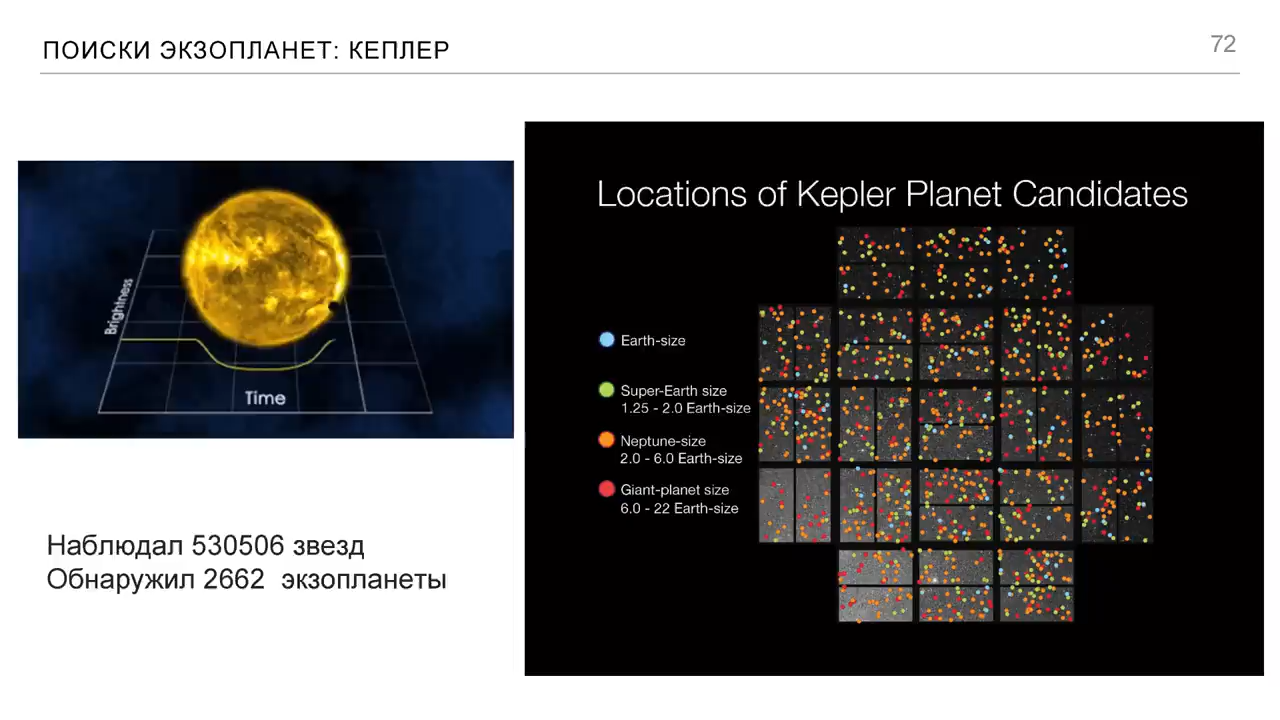 ПОИСКИ ЭКЗОПЛАНЕТ: КЕПЛЕР
72
Brightness
Time
Наблюдал 530506 звезд
Обнаружил 2662 экзопланеты
Locations of Kepler Planet Candidates
Earth-size
Super-Earth size
1.25 - 2.0 Earth-size
Neptune-size
2.0 - 6.0 Earth-size
Giant-planet size
6.0 - 22 Earth-size